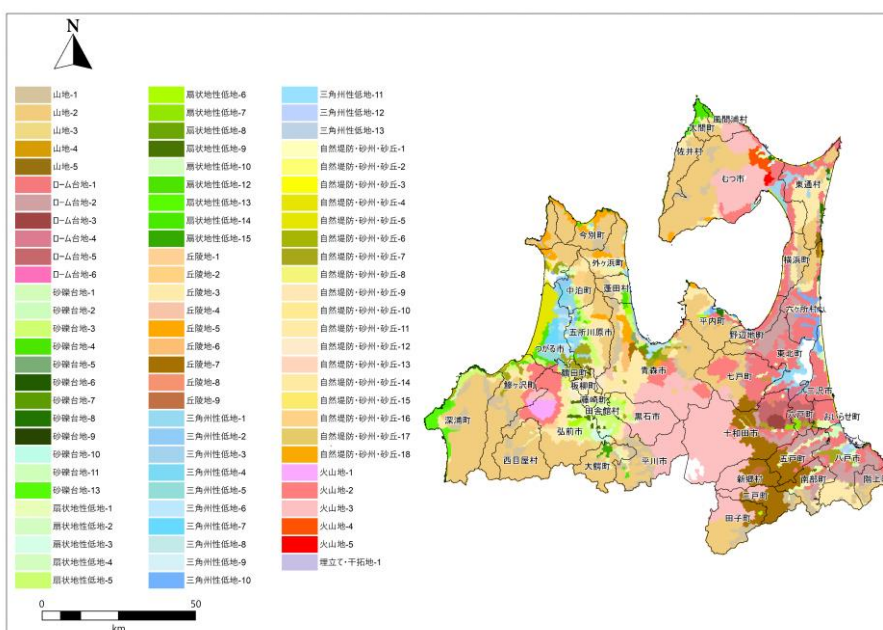 N
山地-1
山地-2
山地-3
山地-4
山地-5
ローム台地-1
ローム台地-2
ローム台地-3
ローム台地-4
ローム台地-5
ローム台地-6
砂礫台地-1
砂礫台地-2
砂礫台地-3
砂礫台地-4
砂礫台地-5
砂礫台地-6
砂礫台地-7
砂礫台地-8
砂礫台地-9
砂礫台地-10
砂礫台地-11
砂礫台地-13
扇状地性低地-1
扇状地性低地-2
扇状地性低地-3
扇状地性低地-4
扇状地性低地-5
扇状地性低地-6
扇状地性低地-7
扇状地性低地-8
扇状地性低地-9
扇状地性低地-10
扇状地性低地-12
扇状地性低地-13
扇状地性低地-14
扇状地性低地-15
丘陵地-1
丘陵地-2
丘陵地-3
丘陵地-4
丘陵地-5
丘陵地-6
丘陵地-7
丘陵地-8
丘陵地-9
三角州性低地-1
三角州性低地-2
三角州性低地-3
三角州性低地-4
三角州性低地-5
三角州性低地-6
三角州性低地-7
三角州性低地-8
三角州性低地-9
三角州性低地-10
三角州性低地-11
三角州性低地-12
三角州性低地-13
自然堤防・砂州・砂丘-1
自然堤防・砂州・砂丘-2
自然堤防・砂州・砂丘-3
自然堤防・砂州・砂丘-4
自然堤防・砂州・砂丘-5
自然堤防・砂州・砂丘-6
自然堤防・砂州・砂丘-7
自然堤防・砂州・砂丘-8
自然堤防・砂州・砂丘-9
自然堤防・砂州・砂丘-10
自然堤防・砂州・砂丘-11
自然堤防・砂州・砂丘-12
自然堤防・砂州・砂丘-13
自然堤防・砂州・砂丘-14
自然堤防・砂州・砂丘-15
自然堤防・砂州・砂丘-16
自然堤防・砂州・砂丘-17
自然堤防・砂州・砂丘-18
火山地-1
火山地-2
火山地-3
火山地-4
火山地-5
埋立て・干拓地-1
0 50
km
風間浦村
大間町
佐井村
むつ市
東通村
今別町
外ヶ浜町
横浜町
中泊町
蓬田村
六ヶ所村
平内町
野辺地町
五所川原市
つがる市
東北町
青森市
鶴田町
板柳町
七戸町
三沢市
鰺ヶ沢町
藤崎町
田舎館村
六戸町
おいらせ町
深浦町
黒石市
弘前市
十和田市
五戸町
八戸市
西目屋村
大鰐町
平川市
新郷村
南部町
階上
三戸町
田子町